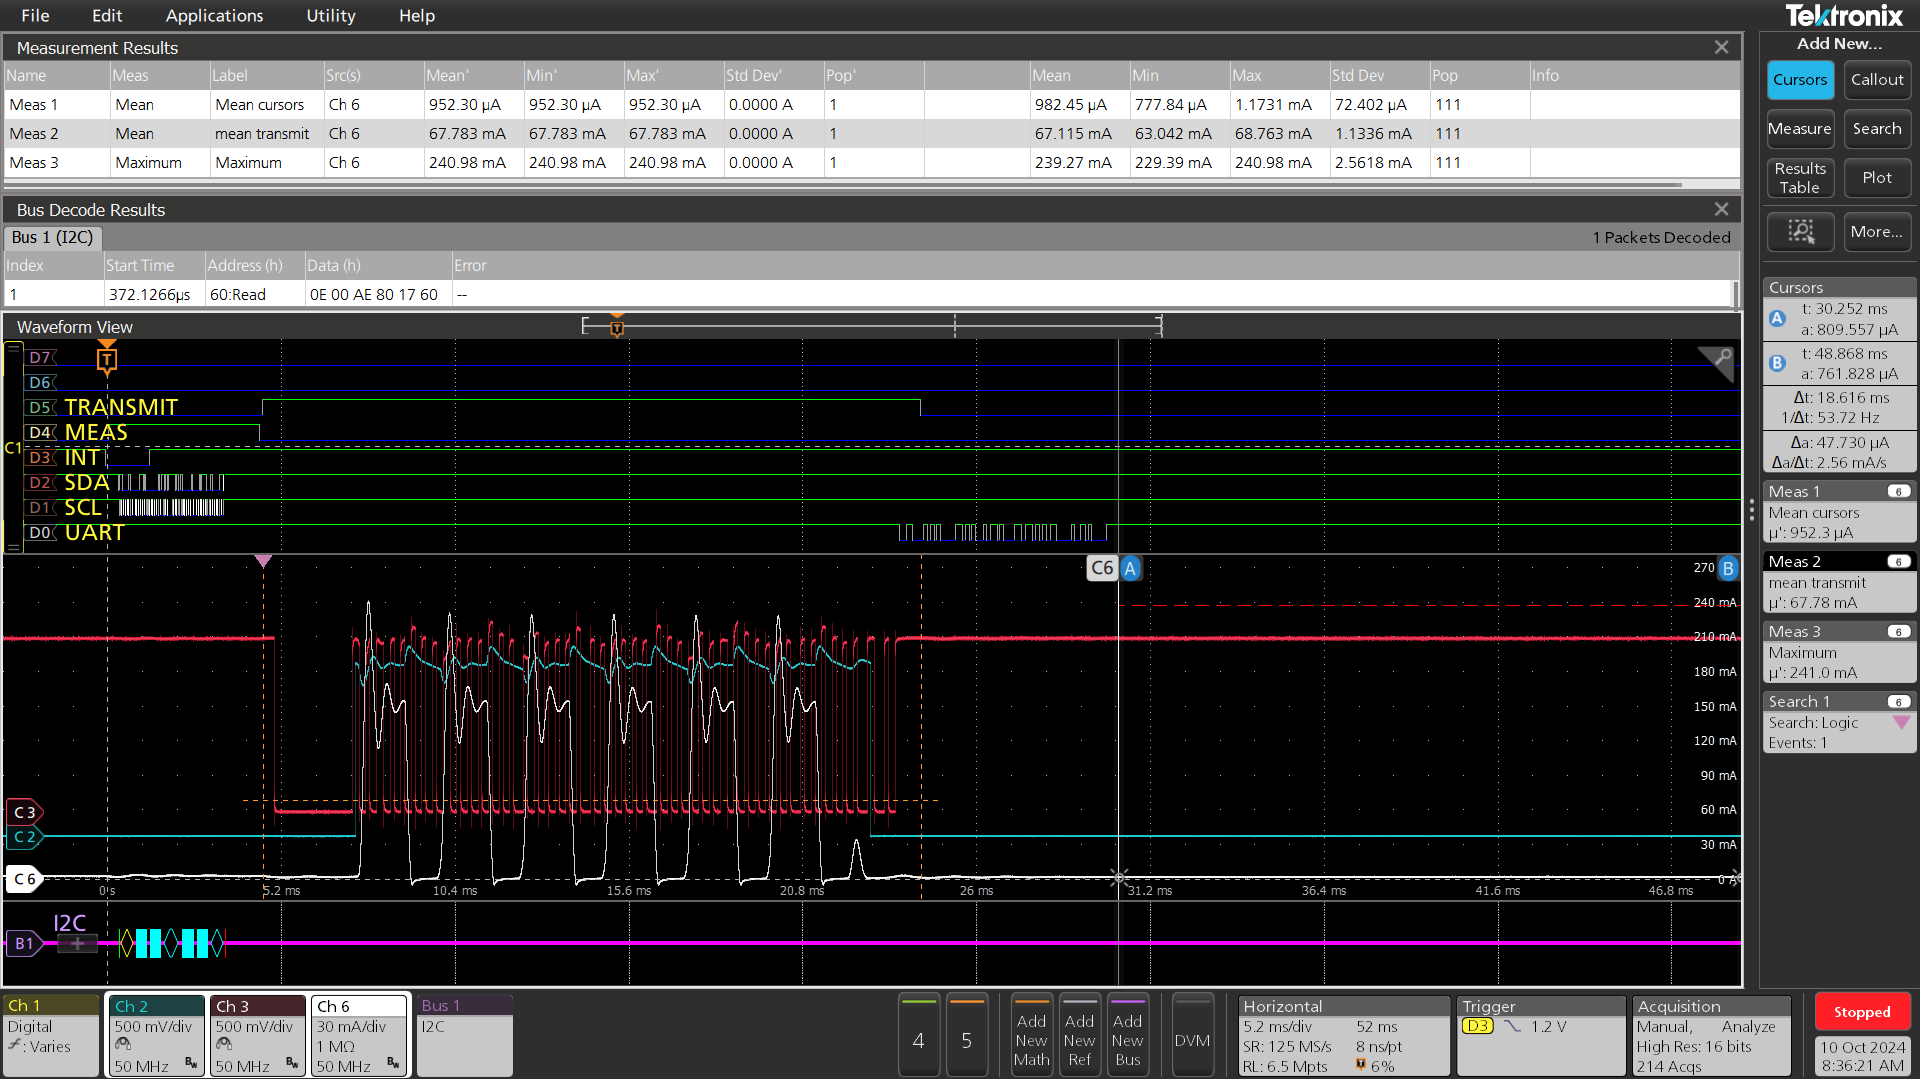 File Edit Applications Utility Help
Tektronix
Add New...
Measurement Results
Name Meas Label Src(s) Mean' Min' Max' Std Dev' Pop' Mean Min Max Std Dev Pop Info
Meas 1 Mean Mean cursors Ch 6 952.30 µA 952.30 µA 952.30 µA 0.0000 A 1 982.45 µA 777.84 µA 1.1731 mA 72.402 µA 111
Meas 2 Mean mean transmit Ch 6 67.783 mA 67.783 mA 67.783 mA 0.0000 A 1 67.115 mA 63.042 mA 68.763 mA 1.1336 mA 111
Meas 3 Maximum Maximum Ch 6 240.98 mA 240.98 mA 240.98 mA 0.0000 A 1 239.27 mA 229.39 mA 240.98 mA 2.5618 mA 111
Cursors Callout
Measure Search
Results Table Plot
More...
Bus Decode Results
Bus 1 (I2C)
1 Packets Decoded
Index Start Time Address (h) Data (h) Error
1 372.1266µs 60:Read 0E 00 AE 80 17 60 --
Waveform View
T
T
D7
D6
D5 TRANSMIT
D4 MEAS
C1
D3 INT
D2 SDA
D1 SCL
D0 UART
C6 A
270 B
240 mA
210 mA
180 mA
150 mA
120 mA
90 mA
60 mA
30 mA
0 A
C 3
C 2
C 6
0 s 5.2 ms 10.4 ms 15.6 ms 20.8 ms 26 ms 31.2 ms 36.4 ms 41.6 ms 46.8 ms
I2C
B1 +
Cursors
A t: 30.252 ms
a: 809.557 µA
B t: 48.868 ms
a: 761.828 µA
Δt: 18.616 ms
1/Δt: 53.72 Hz
Δa: 47.730 µA
Δa/Δt: 2.56 mA/s
Meas 1 6
Mean cursors
µ': 952.3 µA
Meas 2 6
mean transmit
µ': 67.78 mA
Meas 3 6
Maximum
µ': 241.0 mA
Search 1 6
Search: Logic
Events: 1
Ch 1
Digital
: Varies
Ch 2
500 mV/div
50 MHz Bw
Ch 3
500 mV/div
50 MHz Bw
Ch 6
30 mA/div
1 MΩ
50 MHz Bw
Bus 1
I2C
4
5
Add New Math
Add New Ref
Add New Bus
DVM
Horizontal
5.2 ms/div 52 ms
SR: 125 MS/s 8 ns/pt
RL: 6.5 Mpts T 6%
Trigger
D3 1.2 V
Acquisition
Manual, Analyze
High Res: 16 bits
214 Acqs
Stopped
10 Oct 2024
8:36:21 AM